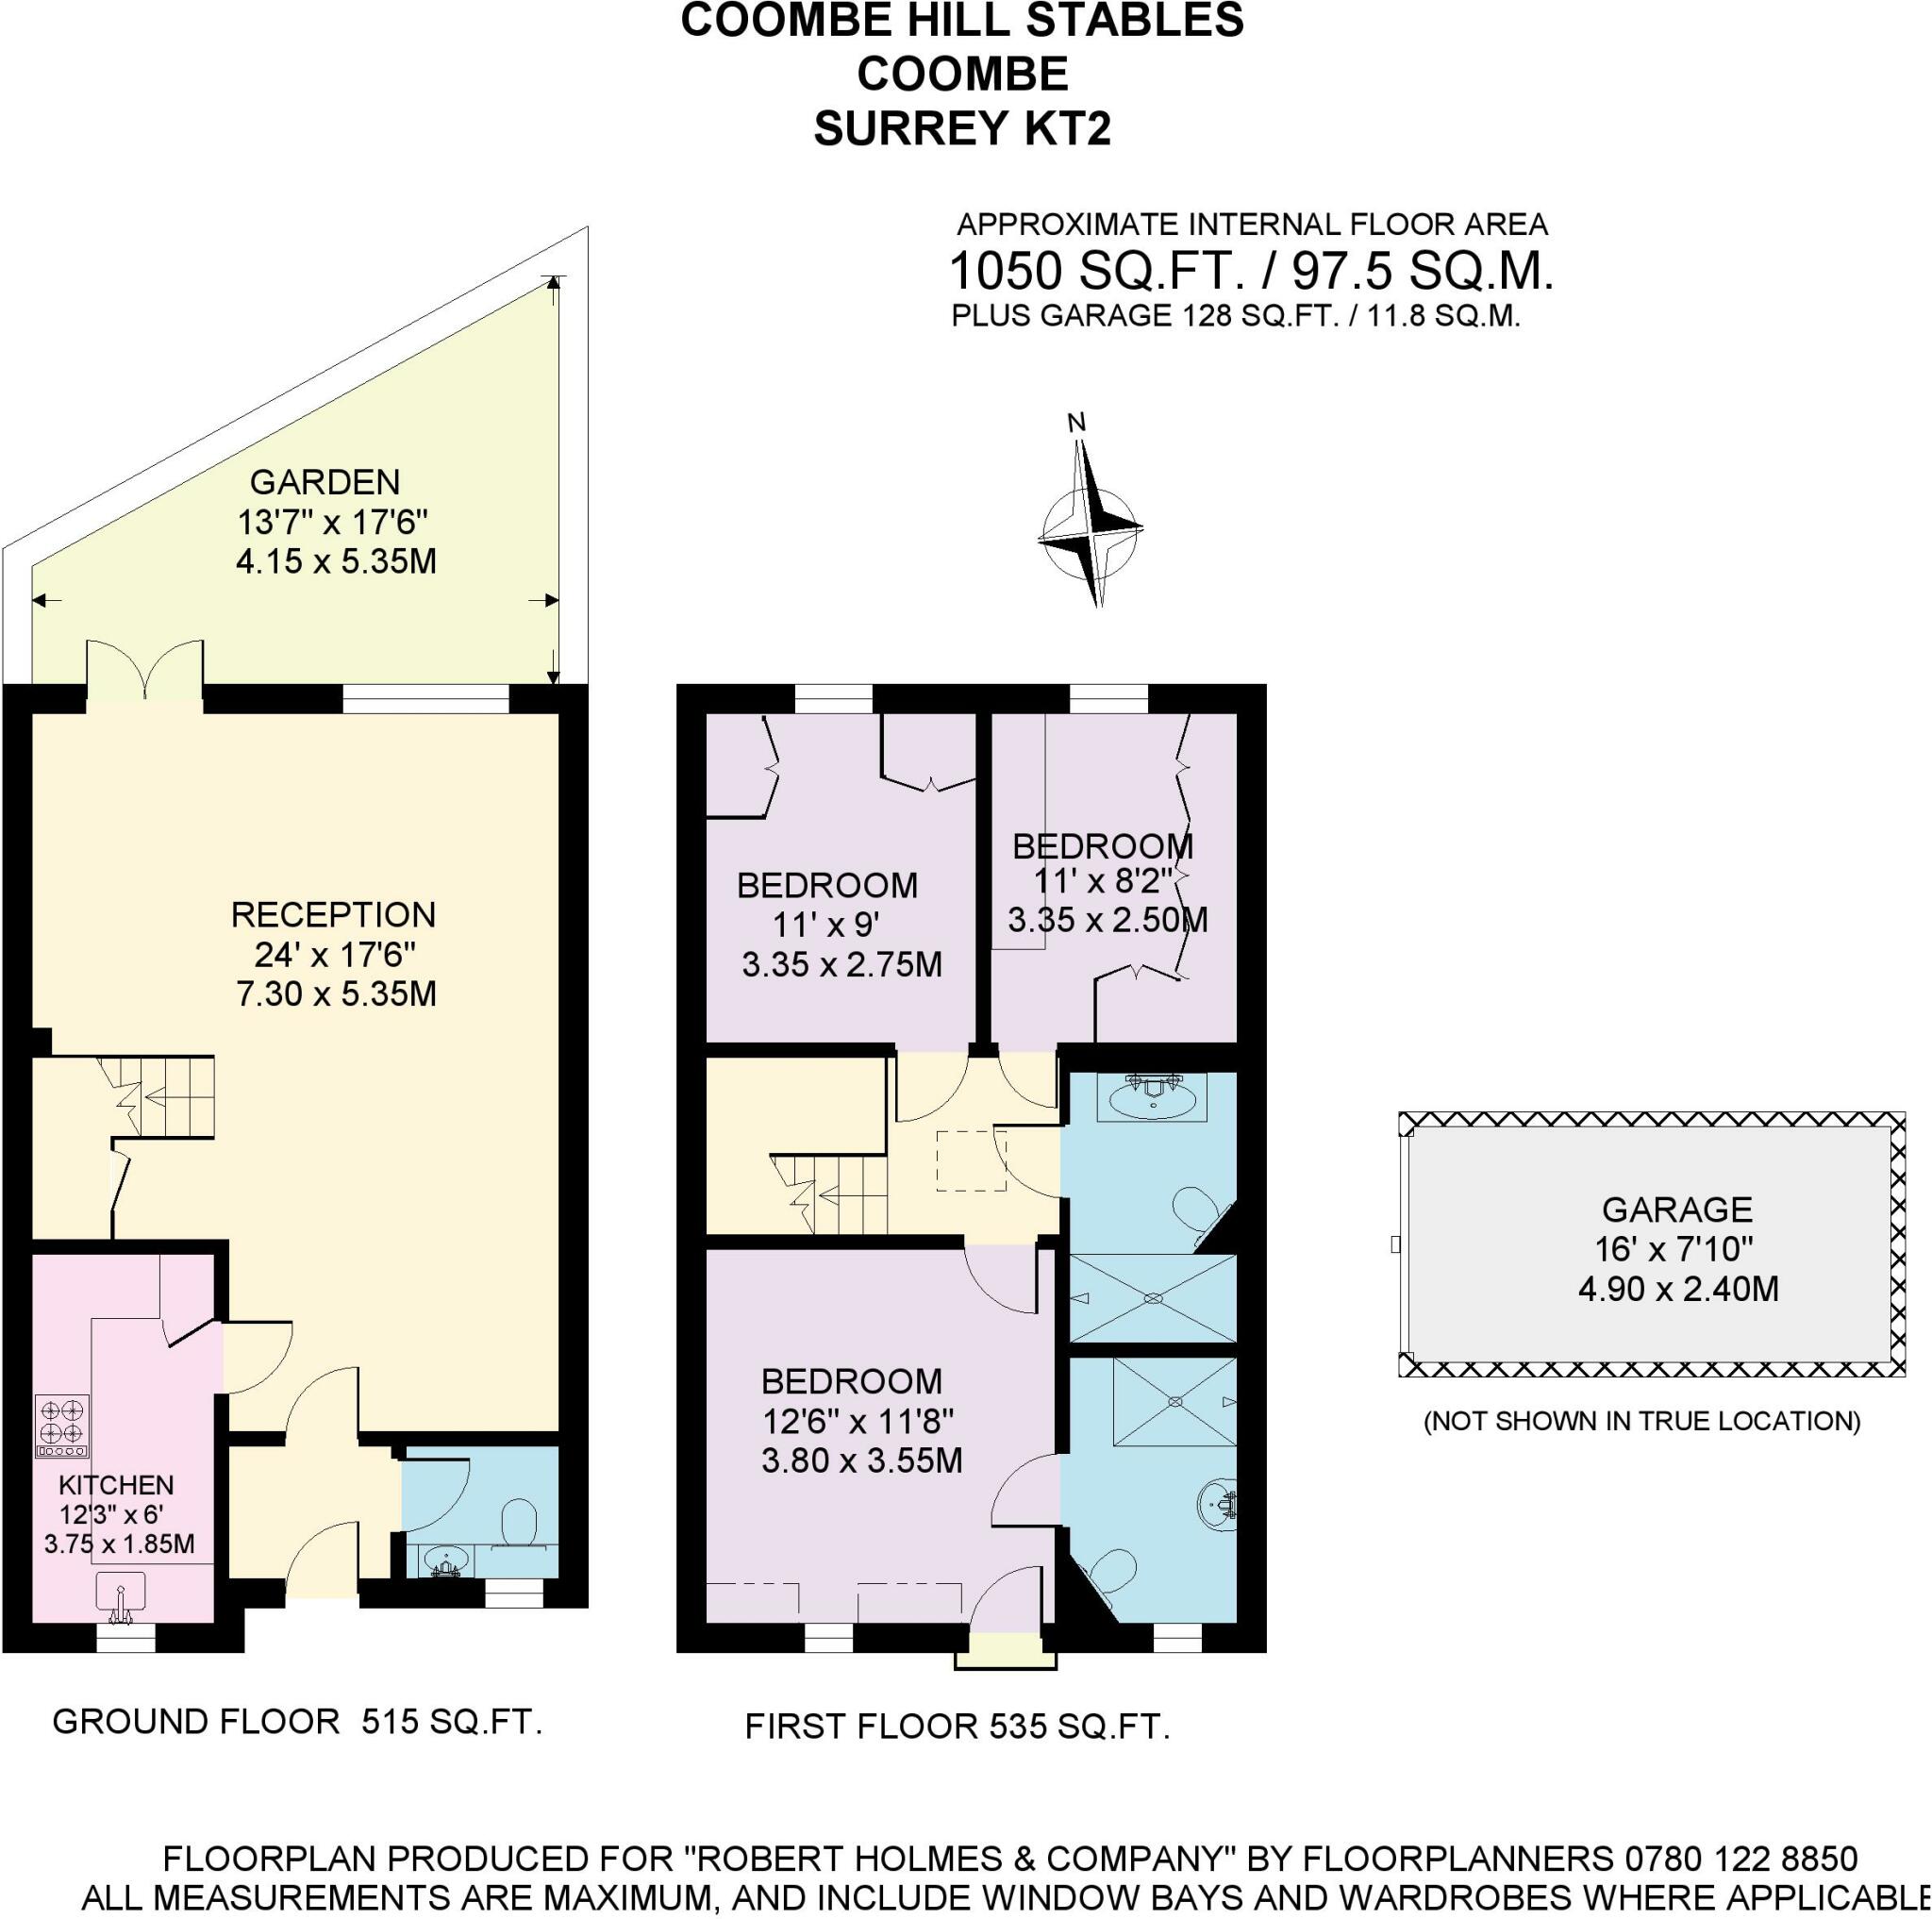 COOMBE HILL STABLES
COOMBE
SURREY KT2
APPROXIMATE INTERNAL FLOOR AREA
1050 SQ.FT. / 97.5 SQ.M.
PLUS GARAGE 128 SQ.FT. / 11.8 SQ.M.
N
GARDEN
13'7" x 17'6"
4.15 x 5.35M
RECEPTION
24' x 17'6"
7.30 x 5.35M
KITCHEN
12'3" x 6'
3.75 x 1.85M
GROUND FLOOR 515 SQ.FT.
BEDROOM
11' x 9'
3.35 x 2.75M
BEDROOM
11' x 8'2"
3.35 x 2.50M
BEDROOM
12'6" x 11'8"
3.80 x 3.55M
FIRST FLOOR 535 SQ.FT.
GARAGE
16' x 7'10"
4.90 x 2.40M
(NOT SHOWN IN TRUE LOCATION)
FLOORPLAN PRODUCED FOR "ROBERT HOLMES & COMPANY" BY FLOORPLANNERS 0780 122 8850
ALL MEASUREMENTS ARE MAXIMUM, AND INCLUDE WINDOW BAYS AND WARDROBES WHERE APPLICABLE